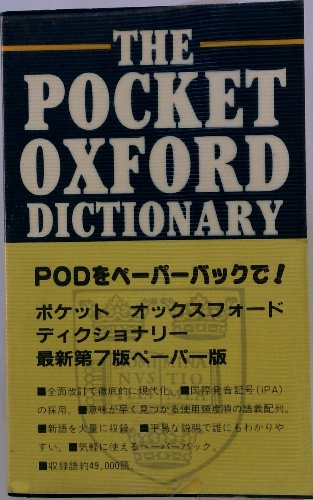 THE
POCKET
OXFORD
DICTIONARY
PODをペーパーバックで!
ポケット オックスフォード
ディクショナリー
最新第7版ペーパー版
■全面改訂で徹底的に現代化。■国際発音記号(IPA)
の採用。■意味が早く見つかる使用頻度順の語義配列。
■新語を大量に収録。■平易な説明で誰にもわかりや
すい。■気軽に使えるペーパーバック。
■収録語約49,000語。